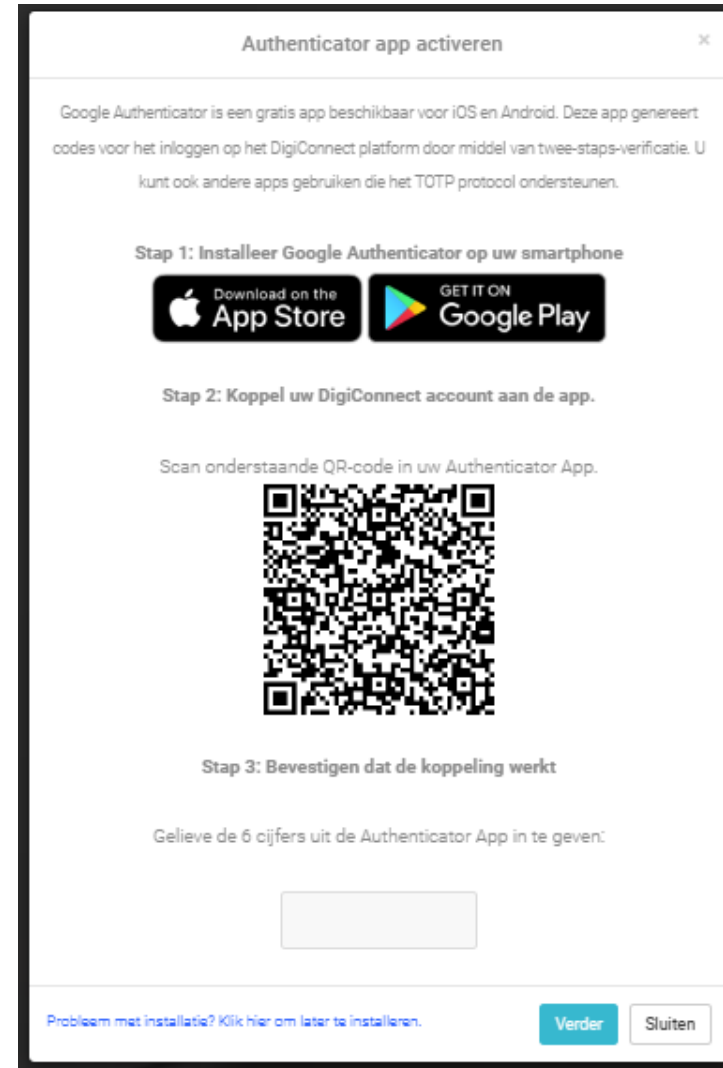 Authenticator app activeren
×
Google Authenticator is een gratis app beschikbaar voor iOS en Android. Deze app genereert
codes voor het inloggen op het DigiConnect platform door middel van twee-staps-verificatie. U
kunt ook andere apps gebruiken die het TOTP protocol ondersteunen.
Stap 1: Installeer Google Authenticator op uw smartphone
Download on the
App Store
GET IT ON
Google Play
Stap 2: Koppel uw DigiConnect account aan de app.
Scan onderstaande QR-code in uw Authenticator App.
Stap 3: Bevestigen dat de koppeling werkt
Gelieve de 6 cijfers uit de Authenticator App in te geven:
Probleem met installatie? Klik hier om later te installeren.
Verder
Sluiten